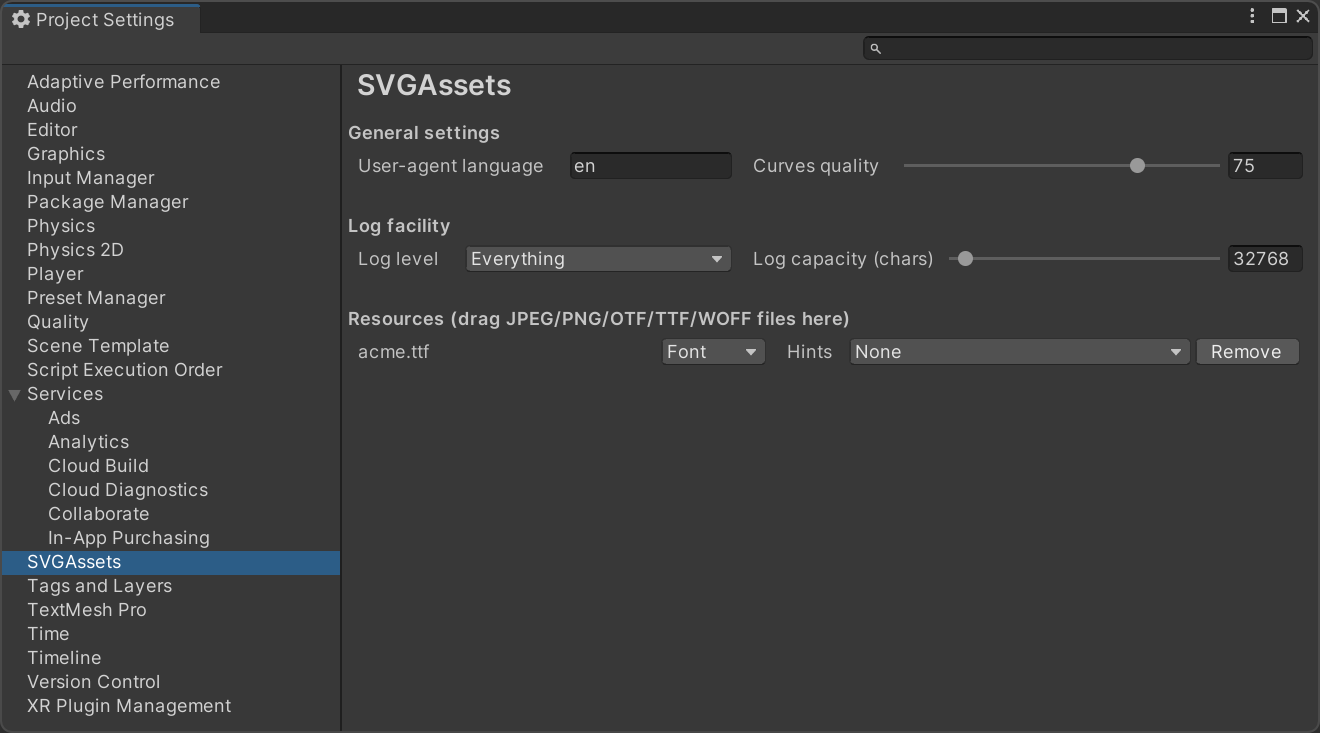 Project Settings
Adaptive Performance
Audio
Editor
Graphics
Input Manager
Package Manager
Physics
Physics 2D
Player
Preset Manager
Quality
Scene Template
Script Execution Order
Services
Ads
Analytics
Cloud Build
Cloud Diagnostics
Collaborate
In-App Purchasing
SVGAssets
Tags and Layers
TextMesh Pro
Time
Timeline
Version Control
XR Plugin Management
SVGAssets
General settings
User-agent language en Curves quality 75
Log facility
Log level Everything Log capacity (chars) 32768
Resources (drag JPEG/PNG/OTF/TTF/WOFF files here)
acme.ttf Font Hints None Remove